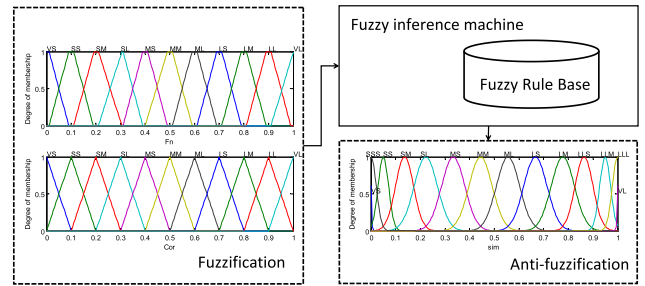 VS SS SM SL MS MM ML LS LM LL VL
1
0.5
0
Degree of membership
0 0.1 0.2 0.3 0.4 0.5 0.6 0.7 0.8 0.9 1
Fn
VS SS SM SL MS MM ML LS LM LL VL
1
0.5
0
Degree of membership
0 0.1 0.2 0.3 0.4 0.5 0.6 0.7 0.8 0.9 1
Cor
Fuzzification
Fuzzy inference machine
Fuzzy Rule Base
SSS SS SM SL MS MM ML LS LM LLS LLM LLL
VS VL
1
0.5
0
Degree of membership
0 0.1 0.2 0.3 0.4 0.5 0.6 0.7 0.8 0.9 1
sim
Anti-fuzzification